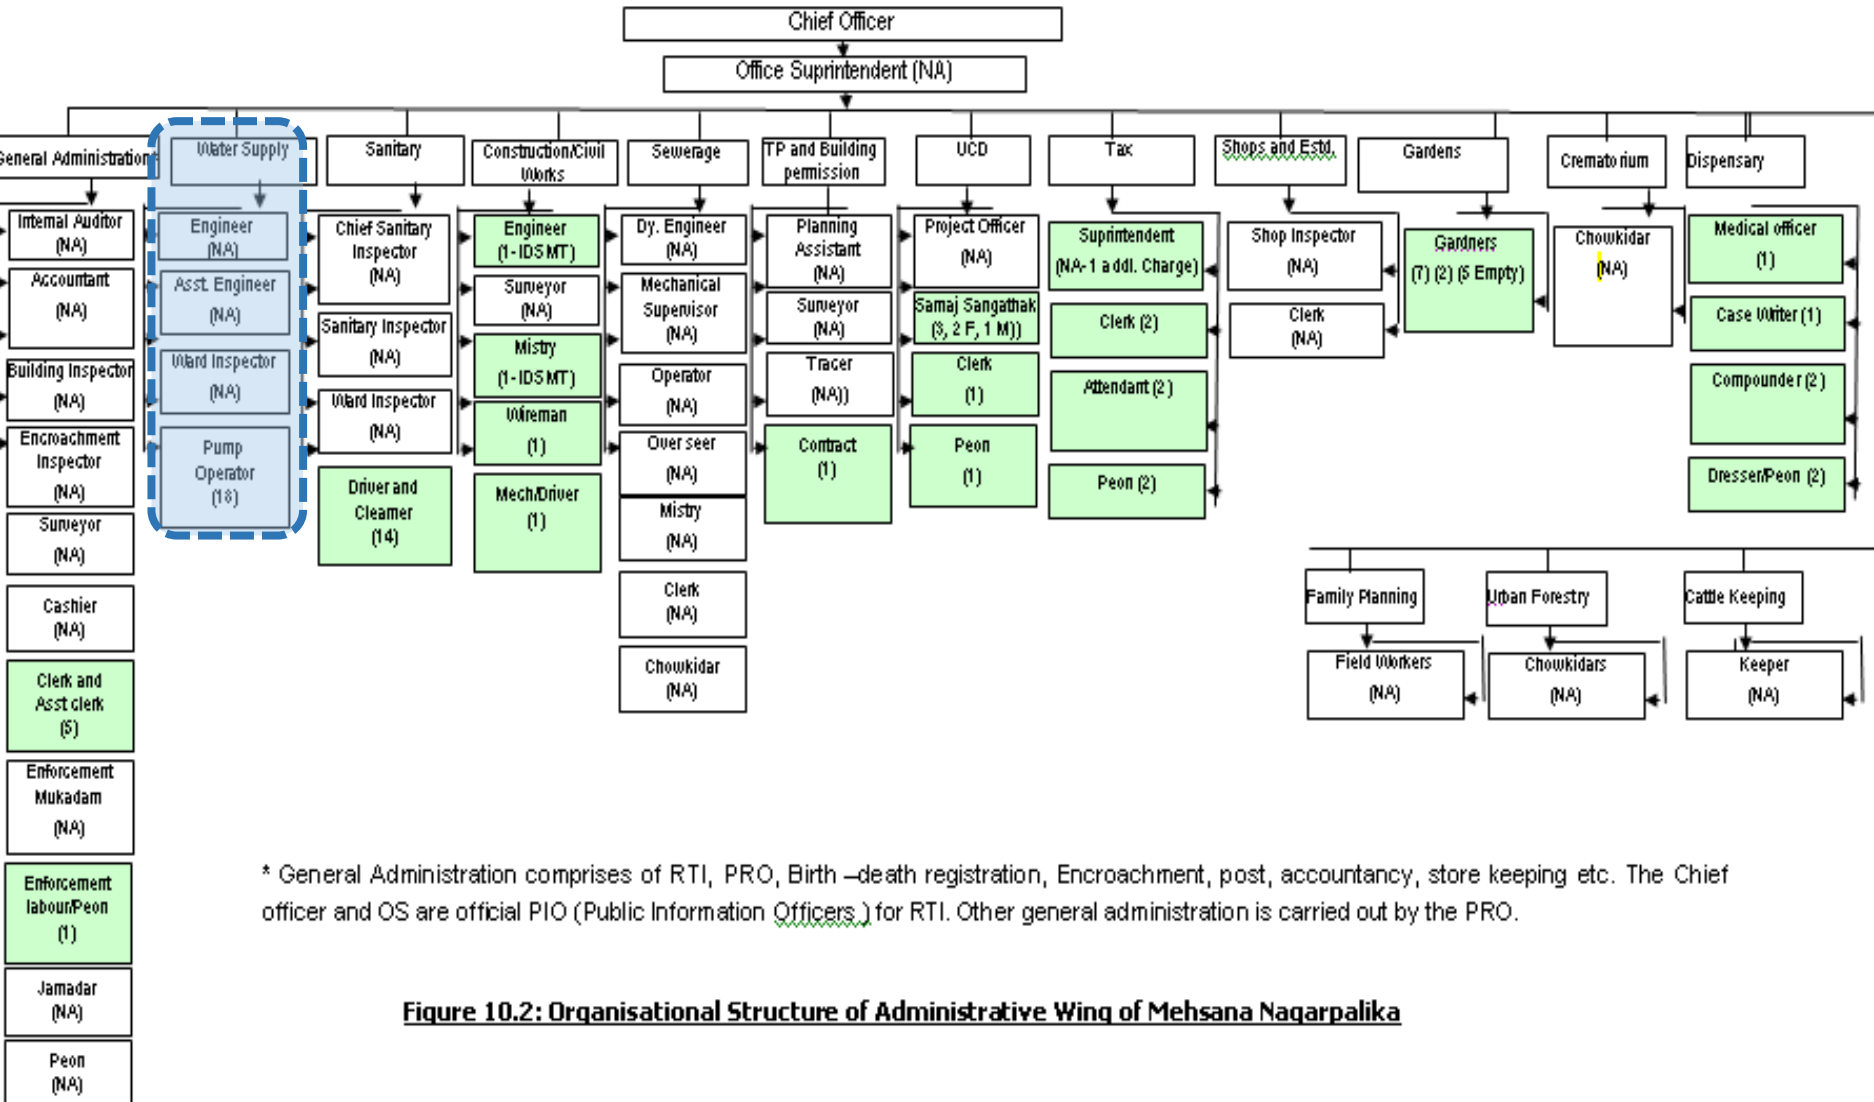 Chief Officer
Office Suprintendent (NA)
General Administration
Internal Auditor
(NA)
Accountant
(NA)
Building Inspector
(NA)
Encroachment
Inspector
(NA)
Surveyor
(NA)
Cashier
(NA)
Clerk and
Asst clerk
(5)
Enforcement
Mukadam
(NA)
Enforcement
labour/Peon
(1)
Jamadar
(NA)
Peon
(NA)
Water Supply
Engineer
(NA)
Asst. Engineer
(NA)
Ward Inspector
(NA)
Pump
Operator
(18)
Sanitary
Chief Sanitary
Inspector
(NA)
Sanitary Inspector
(NA)
Ward Inspector
(NA)
Driver and
Cleamer
(14)
Construction/Civil
Works
Engineer
(1-IDSMT)
Surveyor
(NA)
Mistry
(1-IDSMT)
Wireman
(1)
Mech/Driver
(1)
Sewerage
Dy. Engineer
(NA)
Mechanical
Supervisor
(NA)
Operator
(NA)
Over seer
(NA)
Mistry
(NA)
Clerk
(NA)
Chowkidar
(NA)
TP and Building
permission
Planning
Assistant
(NA)
Surveyor
(NA)
Tracer
(NA))
Contract
(1)
UCD
Project Officer
(NA)
Samaj Sangathak
(3, 2 F, 1 M))
Clerk
(1)
Peon
(1)
Tax
Suprintendent
(NA-1 addl. Charge)
Clerk (2)
Attendant (2)
Peon (2)
Shops and Estd.
Shop Inspector
(NA)
Clerk
(NA)
Gardens
Gardners
(7) (2) (5 Empty)
Crematorium
Chowkidar
(NA)
Dispensary
Medical officer
(1)
Case Writer (1)
Compounder (2)
Dresser/Peon (2)
Family Planning
Field Workers
(NA)
Urban Forestry
Chowkidars
(NA)
Cattle Keeping
Keeper
(NA)
* General Administration comprises of RTI, PRO, Birth –death registration, Encroachment, post, accountancy, store keeping etc. The Chief
officer and OS are official PIO (Public Information Officers ) for RTI. Other general administration is carried out by the PRO.
Figure 10.2: Organisational Structure of Administrative Wing of Mehsana Nagarpalika